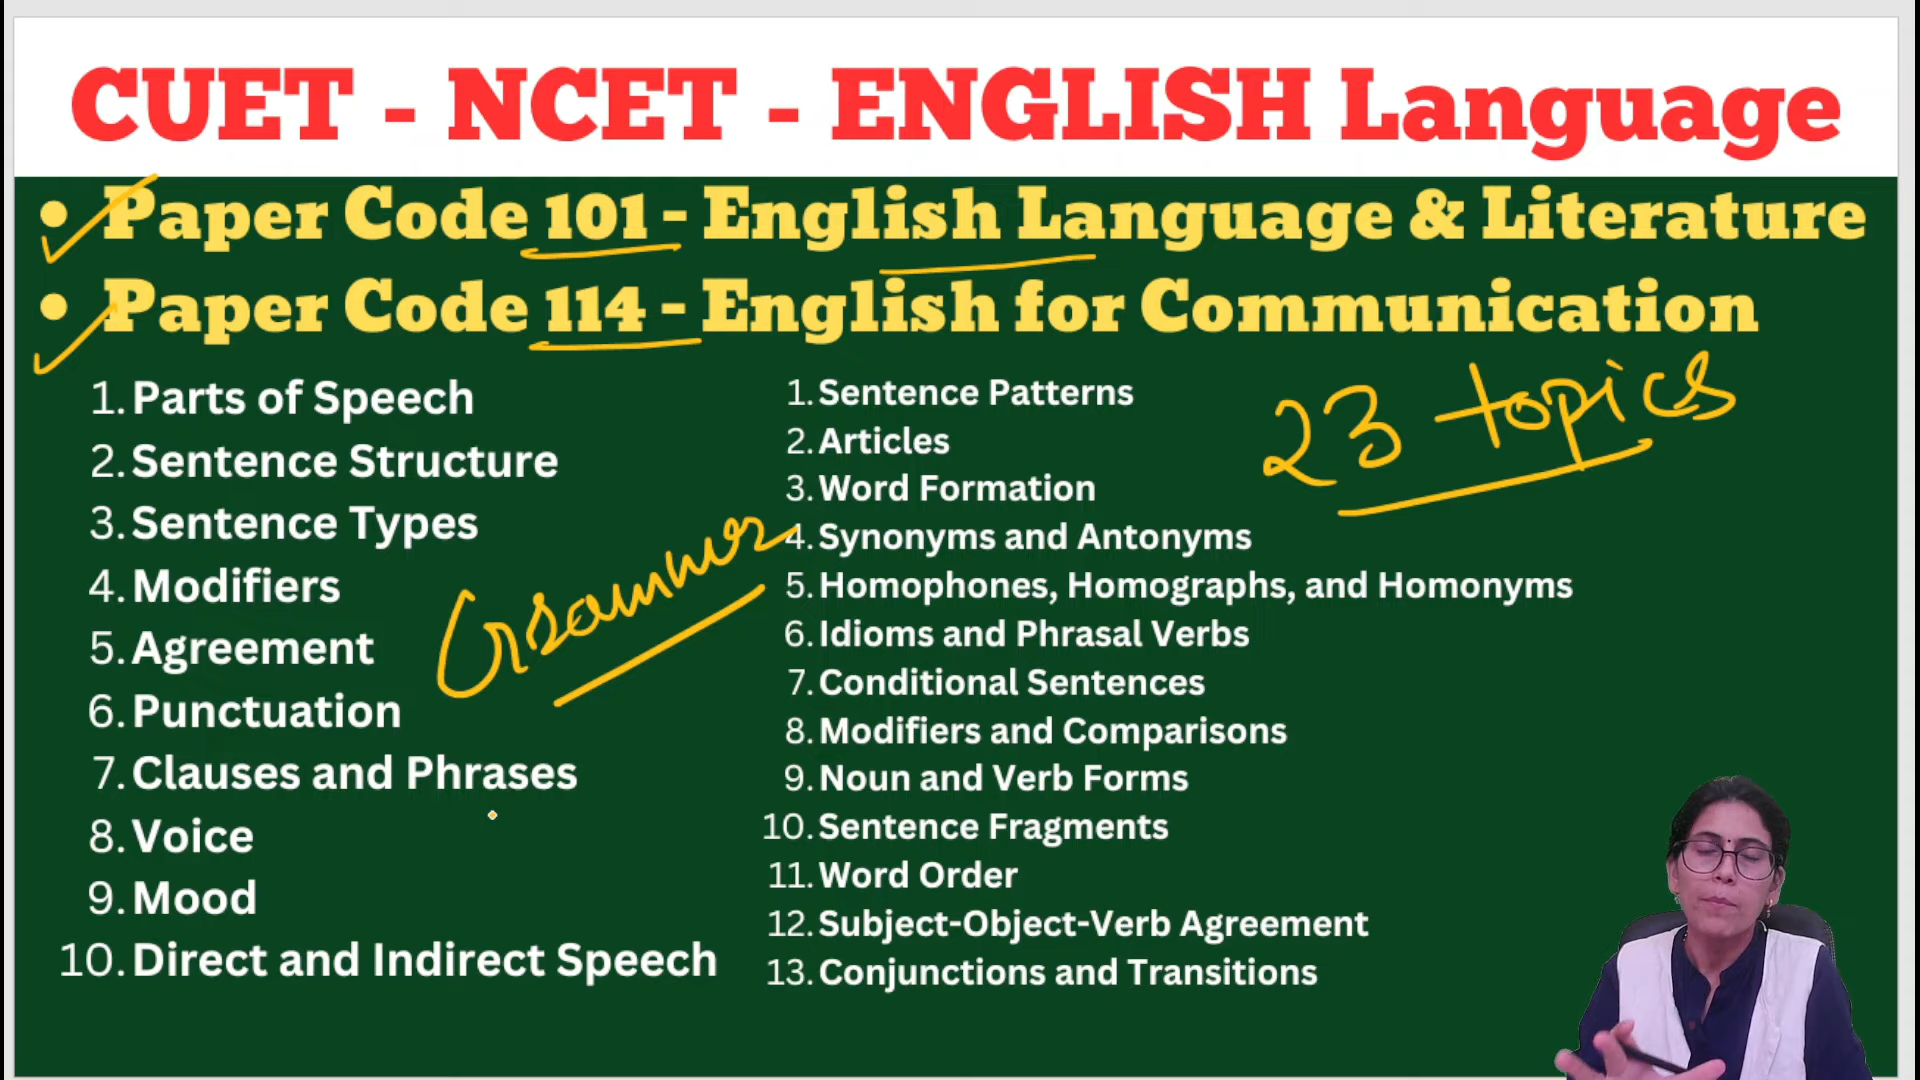 CUET - NCET - ENGLISH Language
• Paper Code 101 - English Language & Literature
• Paper Code 114 - English for Communication
1. Parts of Speech
2. Sentence Structure
3. Sentence Types
4. Modifiers
5. Agreement
6. Punctuation
7. Clauses and Phrases
8. Voice
9. Mood
10. Direct and Indirect Speech
Grammar
1. Sentence Patterns
2. Articles
3. Word Formation
4. Synonyms and Antonyms
5. Homophones, Homographs, and Homonyms
6. Idioms and Phrasal Verbs
7. Conditional Sentences
8. Modifiers and Comparisons
9. Noun and Verb Forms
10. Sentence Fragments
11. Word Order
12. Subject-Object-Verb Agreement
13. Conjunctions and Transitions
23 topics